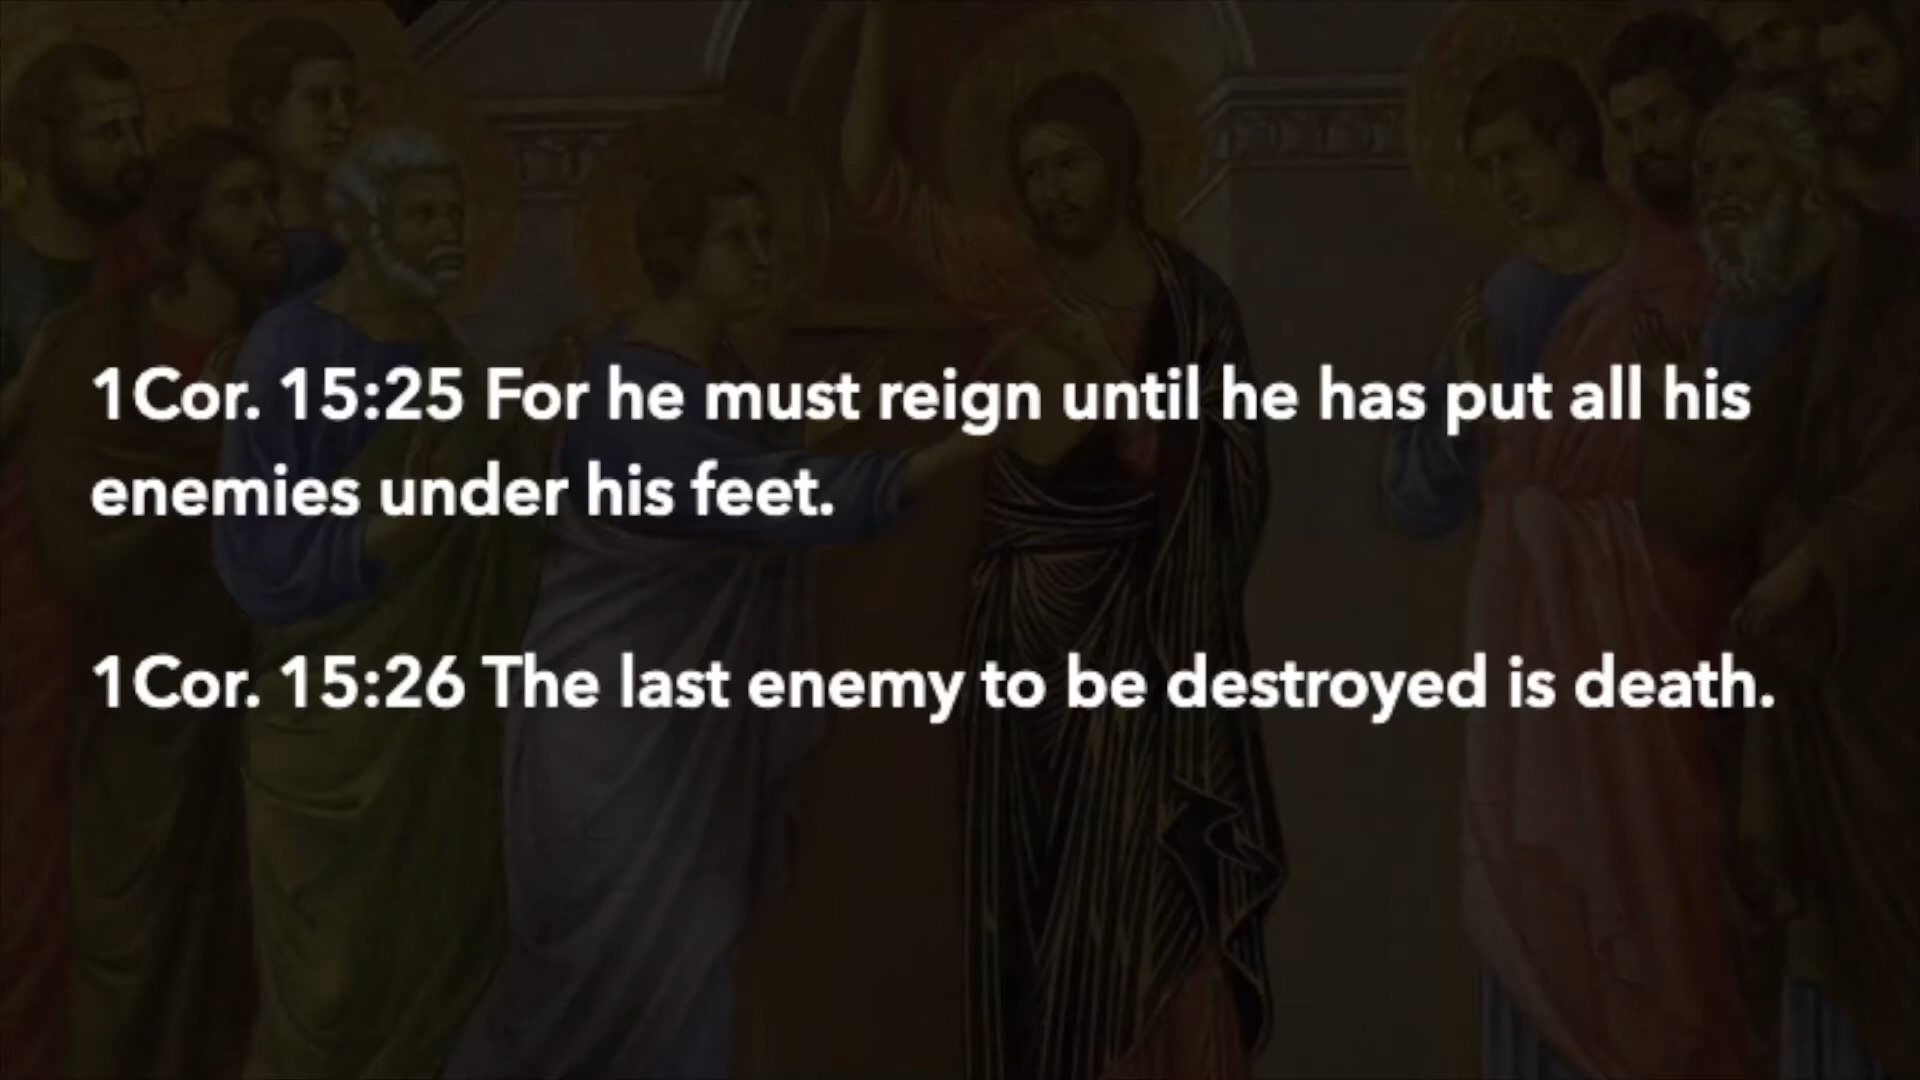 1Cor. 15:25 For he must reign until he has put all his
enemies under his feet.
1Cor. 15:26 The last enemy to be destroyed is death.